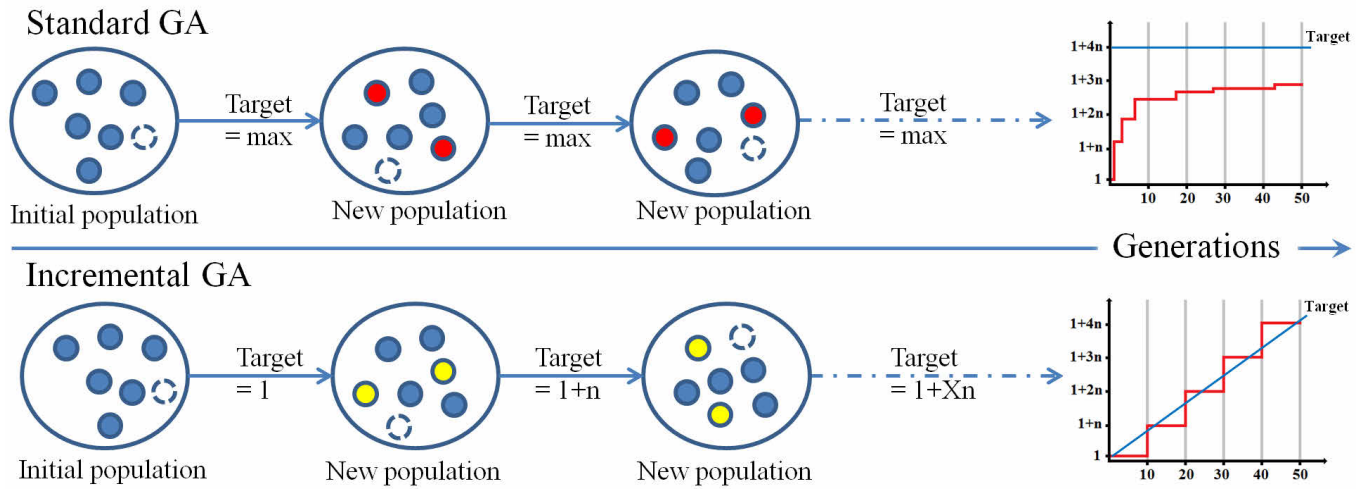 Standard GA
Target
= max
Target
= max
Target
= max
Initial population
New population
New population
Target
1+4n
1+3n
1+2n
1+n
1
10 20 30 40 50
Generations
Incremental GA
Target
= 1
Target
= 1+n
Target
= 1+Xn
Initial population
New population
New population
Target
1+4n
1+3n
1+2n
1+n
1
10 20 30 40 50